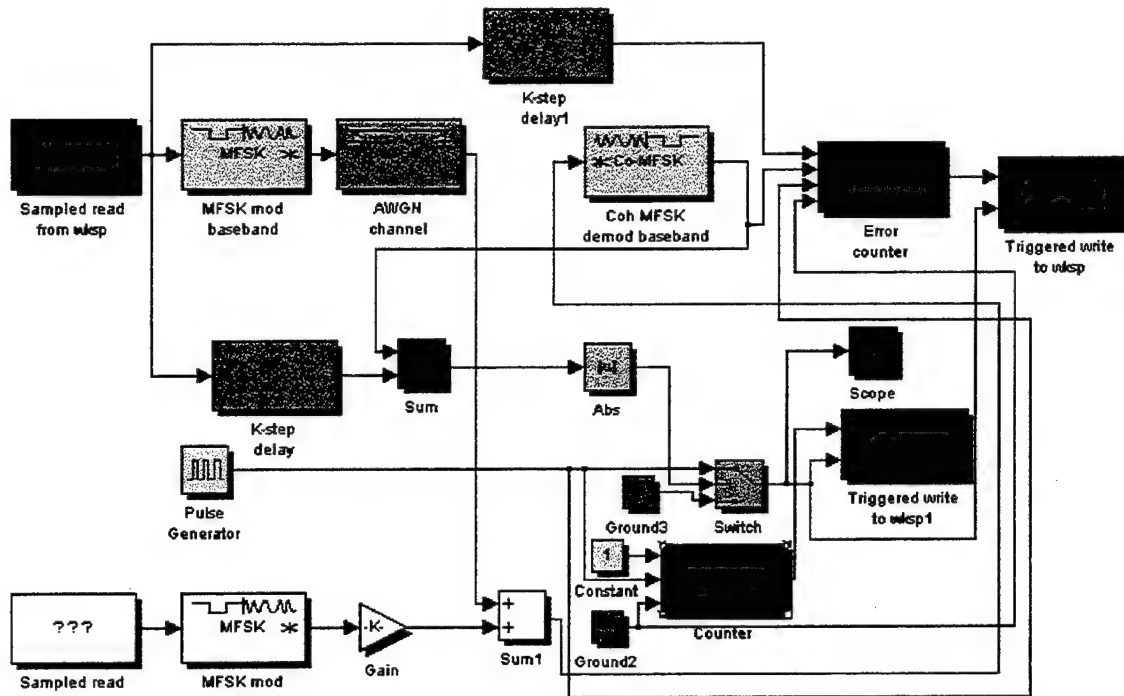 K-step
delay1
MFSK
Co-MFSK
Sampled read
from wksp
MFSK mod
baseband
AWGN
channel
Coh MFSK
demod baseband
Error
counter
Triggered write
to wksp
K-step
delay
Sum
|u|
Abs
Scope
Pulse
Generator
Ground3
Switch
Triggered write
to wksp1
1
Constant
Counter
Ground2
???
MFSK
-K-
Gain
+
+
Sum1
Sampled read
MFSK mod